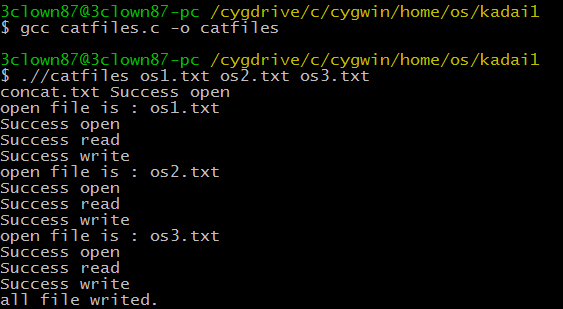 3clown87@3clown87-pc /cygdrive/c/cygwin/home/os/kadai1
$ gcc catfiles.c -o catfiles
3clown87@3clown87-pc /cygdrive/c/cygwin/home/os/kadai1
$ .//catfiles os1.txt os2.txt os3.txt
concat.txt Success open
open file is : os1.txt
Success open
Success read
Success write
open file is : os2.txt
Success open
Success read
Success write
open file is : os3.txt
Success open
Success read
Success write
all file writed.